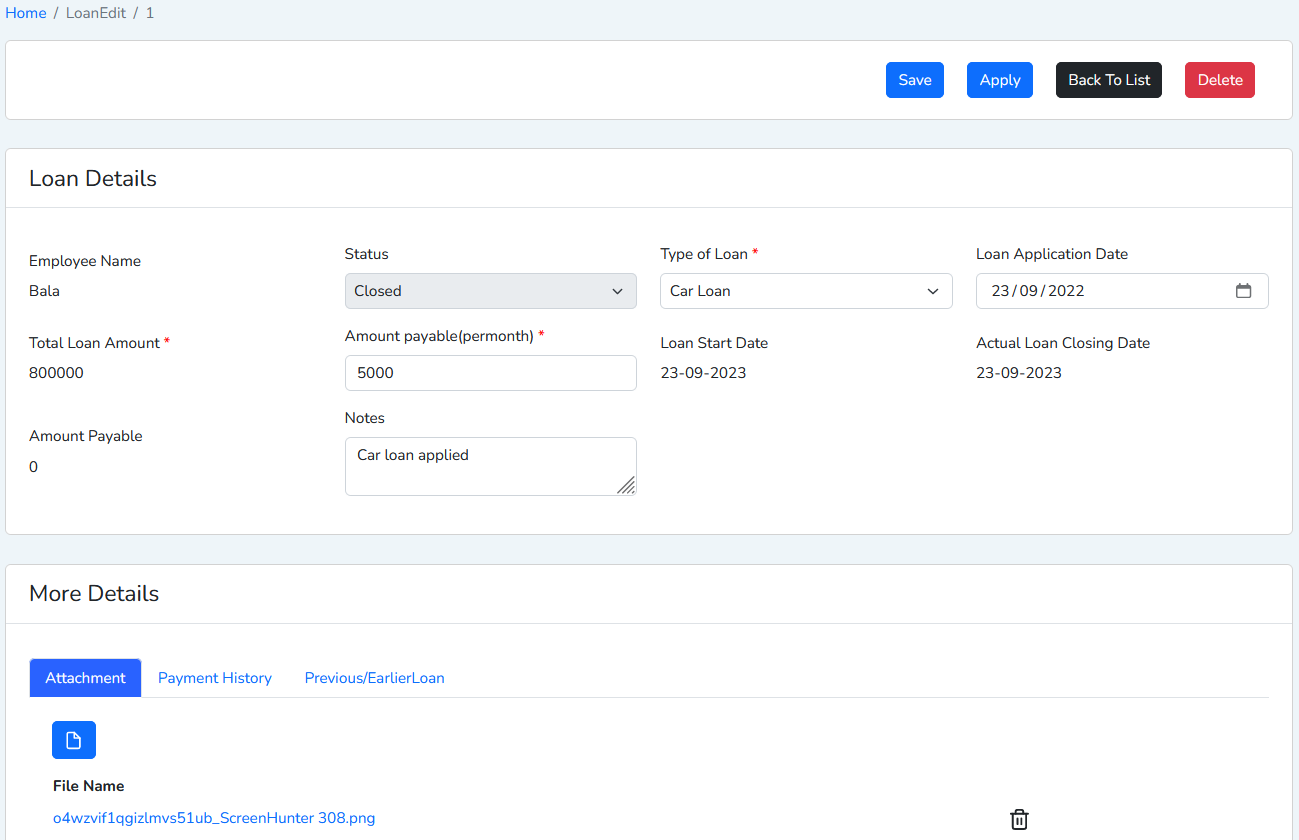 Home / LoanEdit / 1
Save Apply Back To List Delete
Loan Details
Employee Name
Bala
Status
Closed
Type of Loan *
Car Loan
Loan Application Date
23/09/2022
Total Loan Amount *
800000
Amount payable(permonth) *
5000
Loan Start Date
23-09-2023
Actual Loan Closing Date
23-09-2023
Amount Payable
0
Notes
Car loan applied
More Details
Attachment Payment History Previous/EarlierLoan
File Name
o4wzvif1qgizlmvs51ub_ScreenHunter 308.png